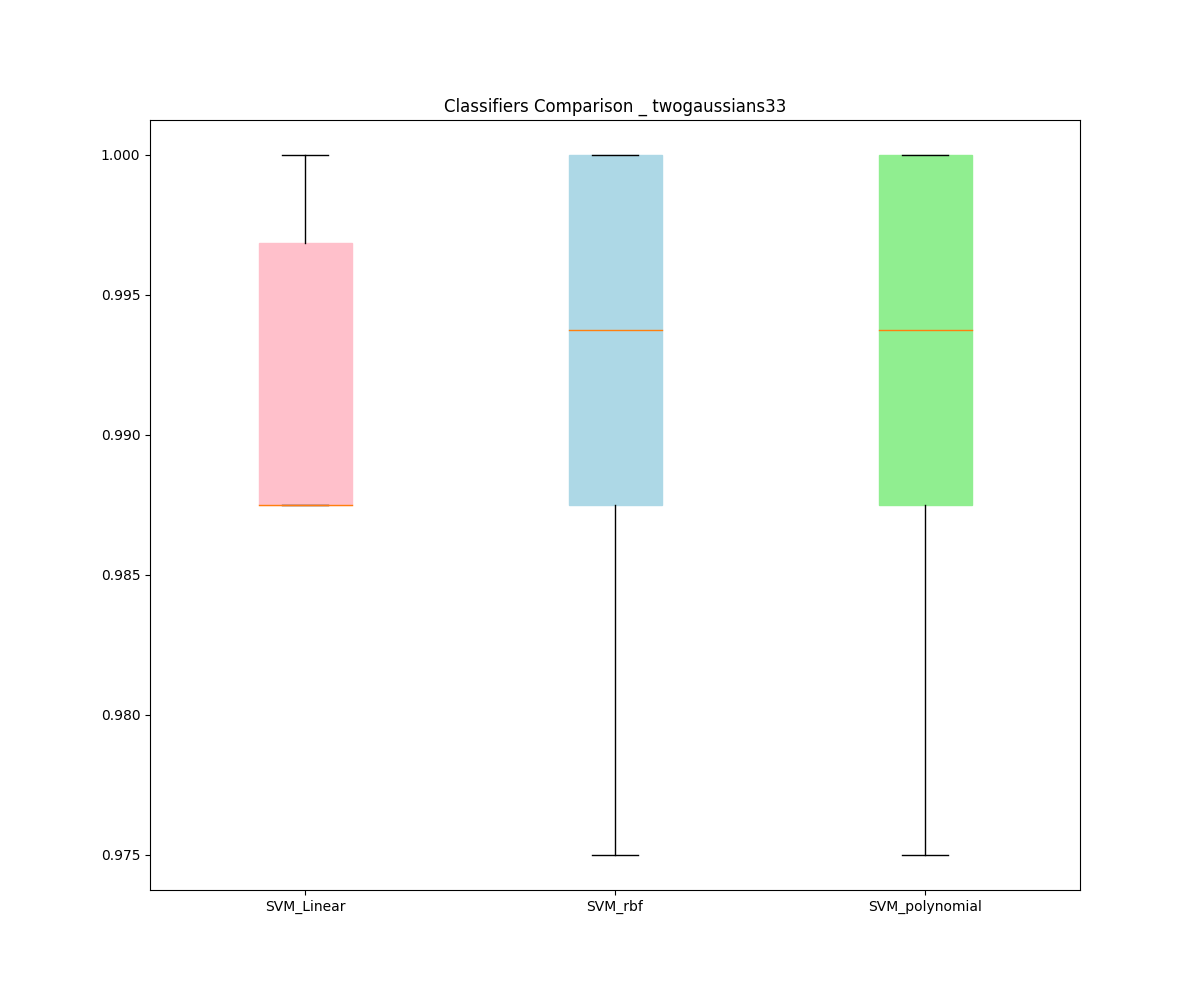 Classifiers Comparison _ twogaussians33
1.000
0.995
0.990
0.985
0.980
0.975
SVM_Linear
SVM_rbf
SVM_polynomial